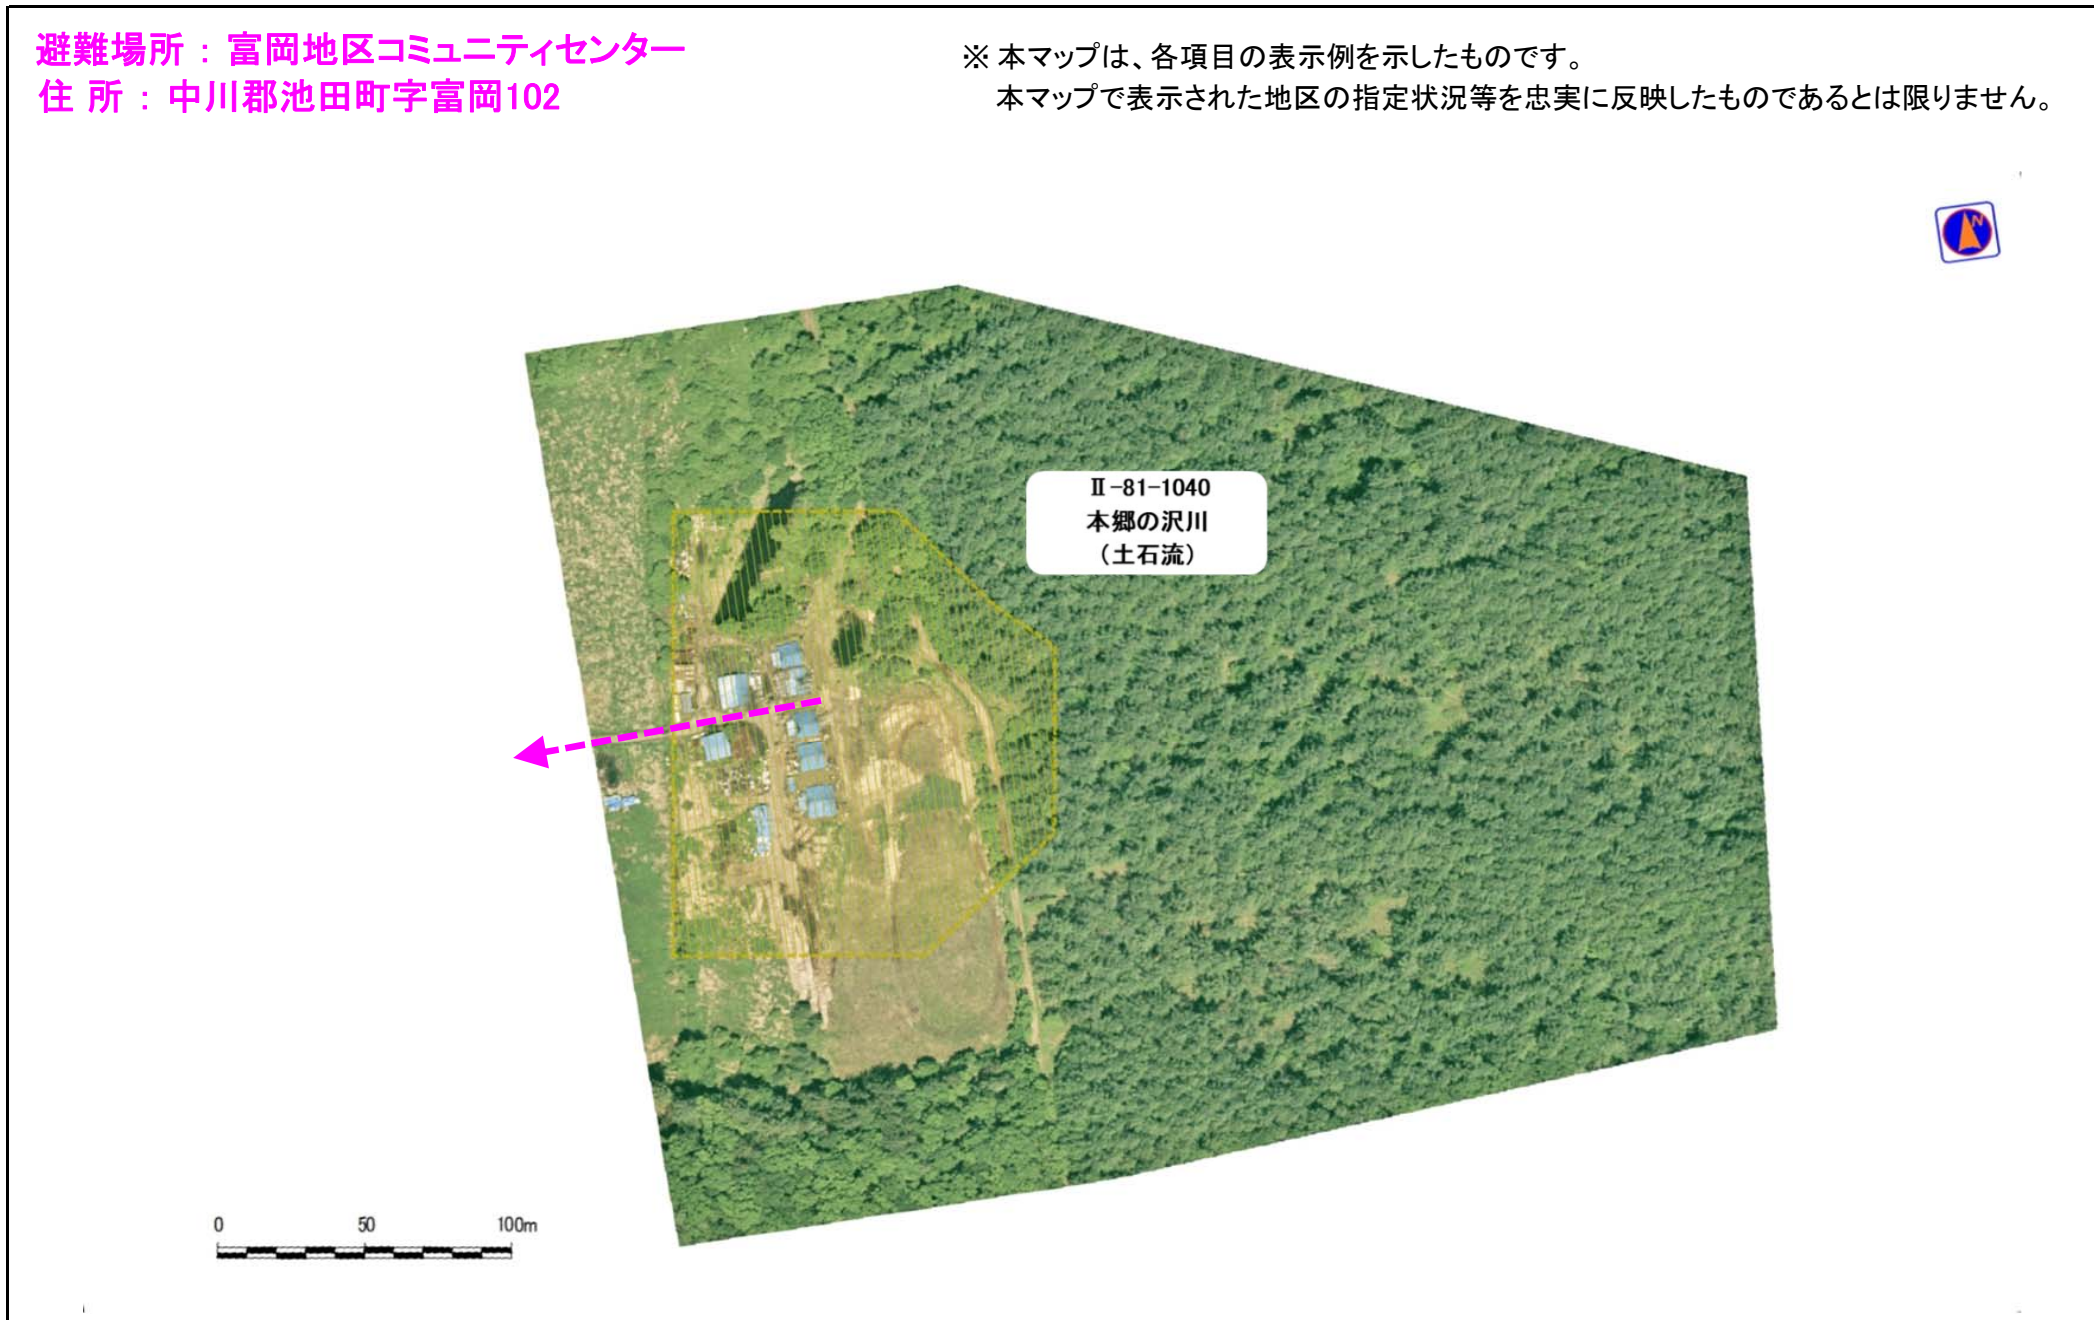 避難場所 : 富岡地区コミュニティセンター
住 所 : 中川郡池田町字富岡102
※ 本マップは、各項目の表示例を示したものです。
本マップで表示された地区の指定状況等を忠実に反映したものであるとは限りません。
N
Ⅱ-81-1040
本郷の沢川
(土石流)
0 50 100m